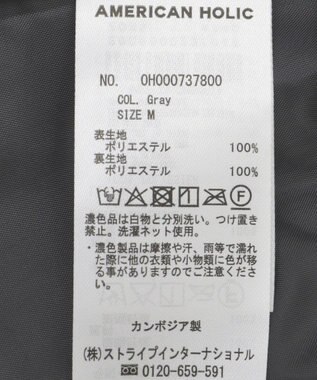 AMERICAN HOLIC
NO. OH000737800
COL. Gray
SIZE M
表生地
ポリエステル 100%
裏生地
ポリエステル 100%
F
濃色品は白物と分別洗い。つけ置き
禁止。洗濯ネット使用。
・濃色製品は摩擦や汗、雨等で濡れ
た際に他の衣類や小物類に色が移
る事がありますのでご注意くださ
い。
カンボジア製
(株)ストライプインターナショナル
0120-659-591